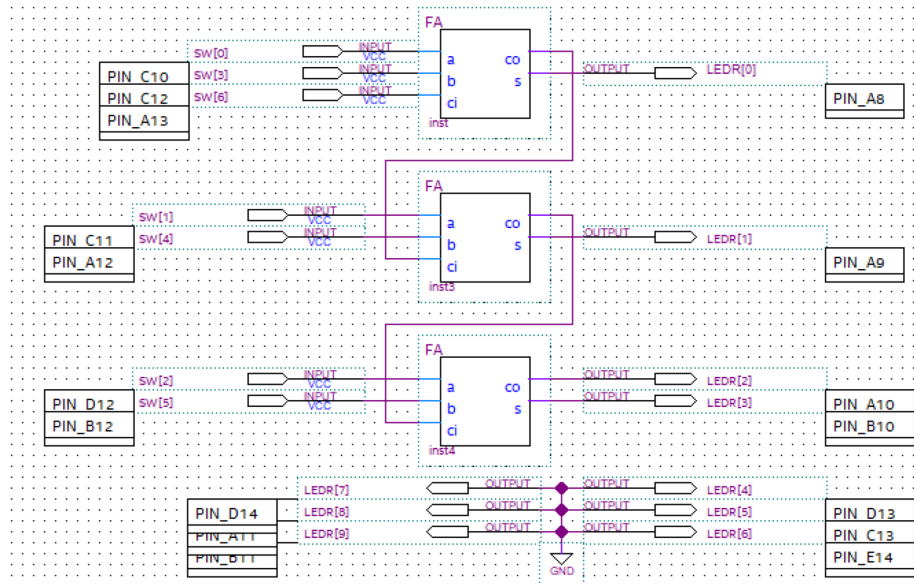 FA
SW[0] INPUT VCC a co OUTPUT LEDR[0]
PIN_C10 SW[3] INPUT VCC b s
PIN_C12 SW[6] INPUT VCC ci PIN_A8
PIN_A13 inst
FA
SW[1] INPUT VCC a co
PIN_C11 SW[4] INPUT VCC b s OUTPUT LEDR[1]
PIN_A12 ci PIN_A9
inst3
FA
SW[2] INPUT VCC a co OUTPUT LEDR[2]
PIN_D12 SW[5] INPUT VCC b s OUTPUT LEDR[3] PIN_A10
PIN_B12 ci PIN_B10
inst4
LEDR[7] OUTPUT OUTPUT LEDR[4]
PIN_D14 LEDR[8] OUTPUT OUTPUT LEDR[5] PIN_D13
PIN_A11 LEDR[9] OUTPUT OUTPUT LEDR[6] PIN_C13
PIN_B11 GND PIN_E14